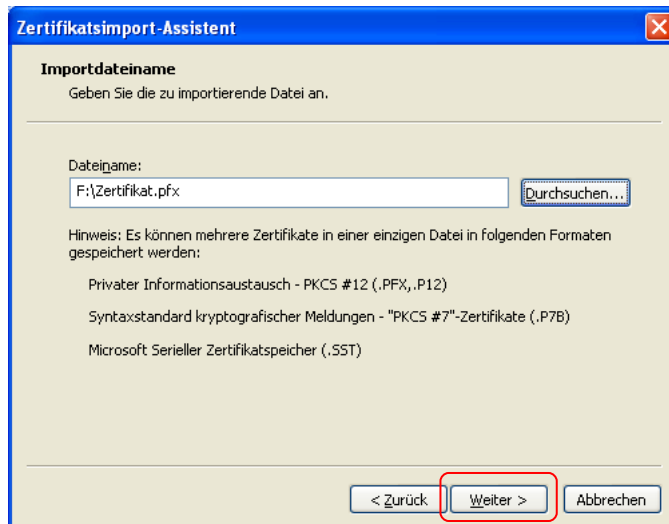 Zertifikatsimport-Assistent
Importdateiname
Geben Sie die zu importierende Datei an.
Dateiname:
F:\Zertifikat.pfx
Durchsuchen...
Hinweis: Es können mehrere Zertifikate in einer einzigen Datei in folgenden Formaten
gespeichert werden:
Privater Informationsaustausch - PKCS #12 (.PFX,.P12)
Syntaxstandard kryptografischer Meldungen - "PKCS #7"-Zertifikate (.P7B)
Microsoft Serieller Zertifikatspeicher (.SST)
< Zurück
Weiter >
Abbrechen